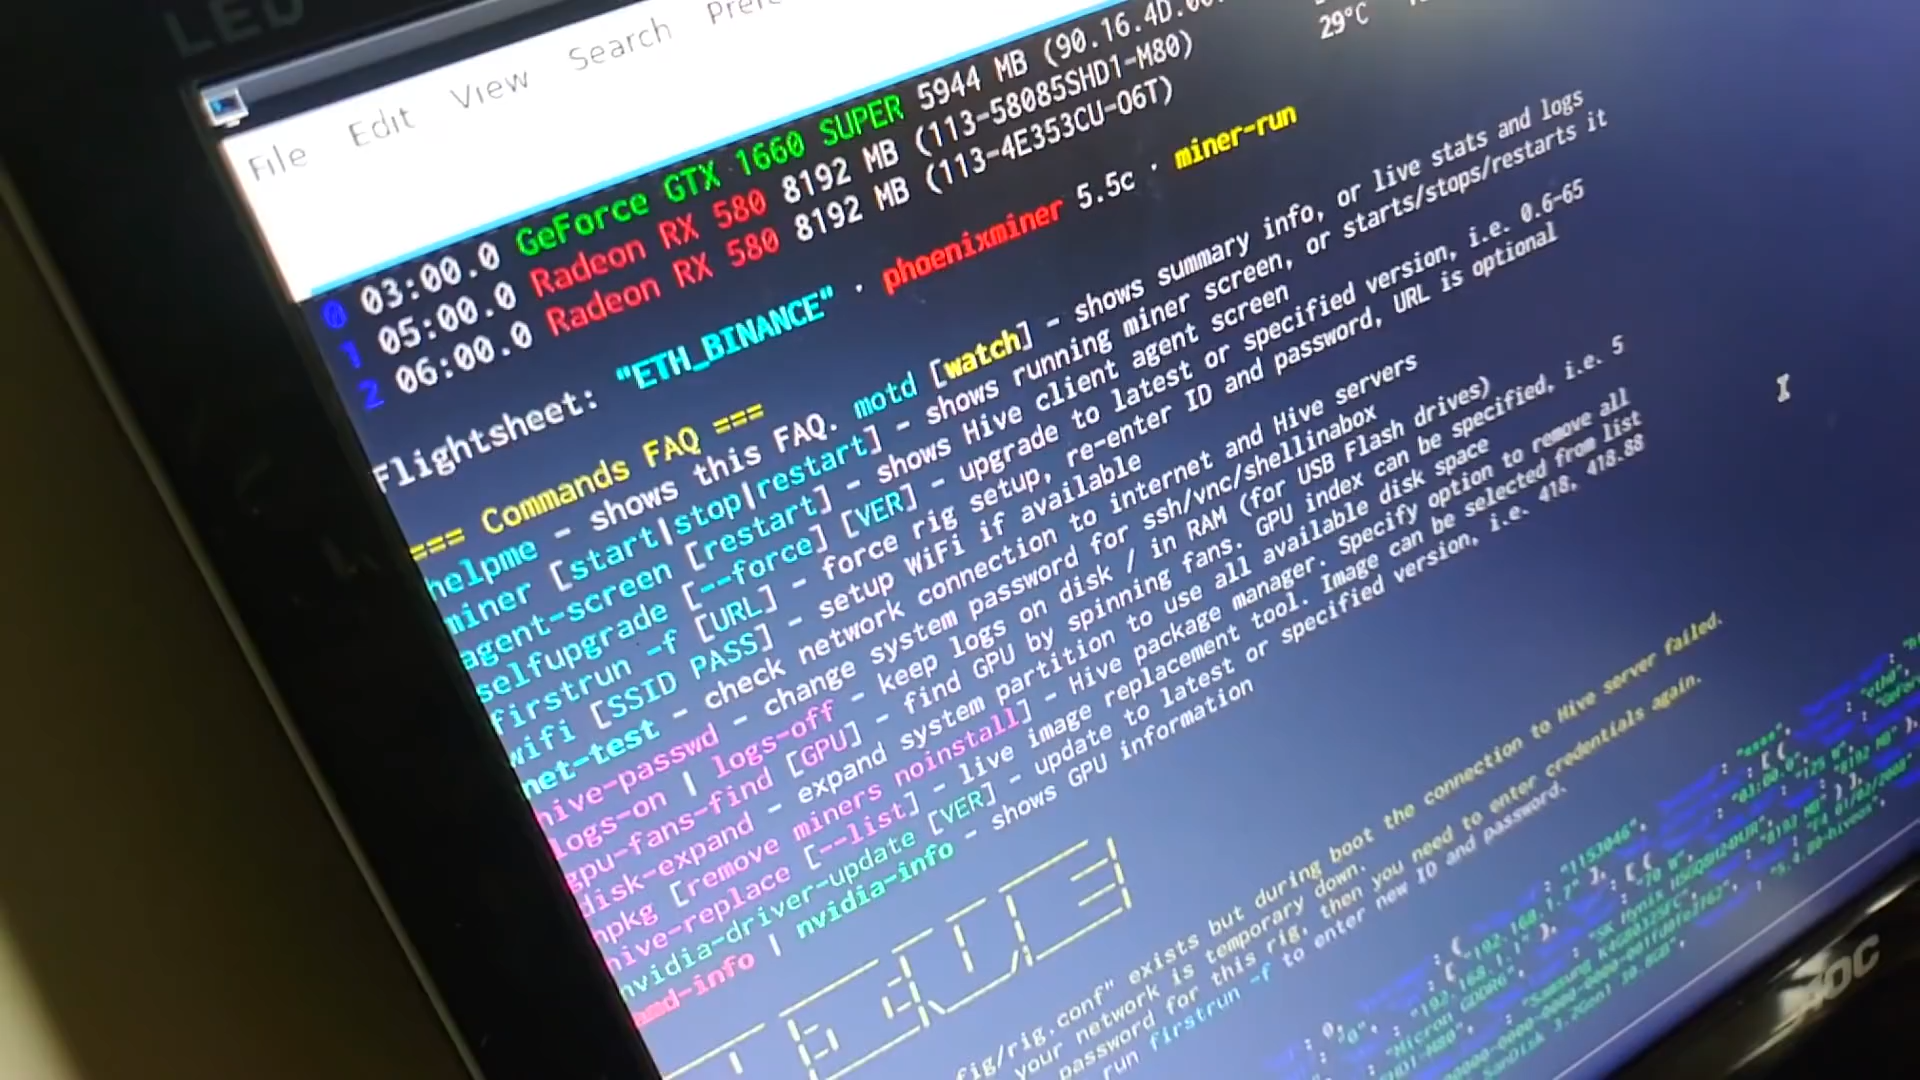 LED
File Edit View Search
0 03:00.0 GeForce GTX 1660 SUPER 5944 MB (90.16.4D.
29°C
1 05:00.0 Radeon RX 580 8192 MB (113-58085SHD1-M80)
2 06:00.0 Radeon RX 580 8192 MB (113-4E353CU-O6T)
Flightsheet: "ETH_BINANCE" · phoenixminer 5.5c · miner-run
=== Commands FAQ ===
helpme - shows this FAQ. motd [watch] - shows summary info, or live stats and logs
miner [start|stop|restart] - shows running miner screen, or starts/stops/restarts it
agent-screen [restart] - shows Hive client agent screen
selfupgrade [--force] [VER] - upgrade to latest or specified version, i.e. 0.6-65
firstrun -f [URL] - force rig setup, re-enter ID and password, URL is optional
wifi [SSID PASS] - setup WiFi if available
net-test - check network connection to internet and Hive servers
hive-passwd - change system password for ssh/vnc/shellinabox
logs-on | logs-off - keep logs on disk / in RAM (for USB Flash drives)
gpu-fans-find [GPU] - find GPU by spinning fans. GPU index can be specified, i.e. 5
disk-expand - expand system partition to use all available disk space
hpkg [remove miners noinstall] - Hive package manager. Specify option to remove all
hive-replace [--list] - live image replacement tool. Image can be selected from list
nvidia-driver-update [VER] - update to latest or specified version, i.e. 418, 418.88
amd-info | nvidia-info - shows GPU information
fig/rig.conf" exists but during boot the connection to Hive server failed.
your network is temporary down.
password for this rig, then you need to enter credentials again.
run firstrun -f to enter new ID and password.
AOC